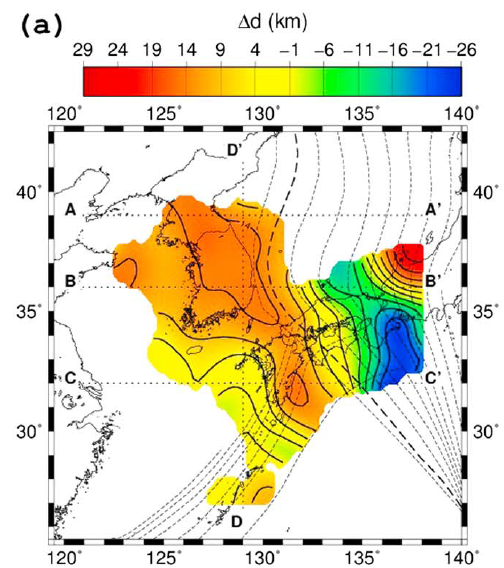 (a)
Δd (km)
29 24 19 14 9 4 −1 −6 −11 −16 −21 −26
120° 125° 130° 135° 140°
D'
40°
40°
A
A'
B
B'
35°
35°
C
C'
30°
30°
D
120° 125° 130° 135° 140°